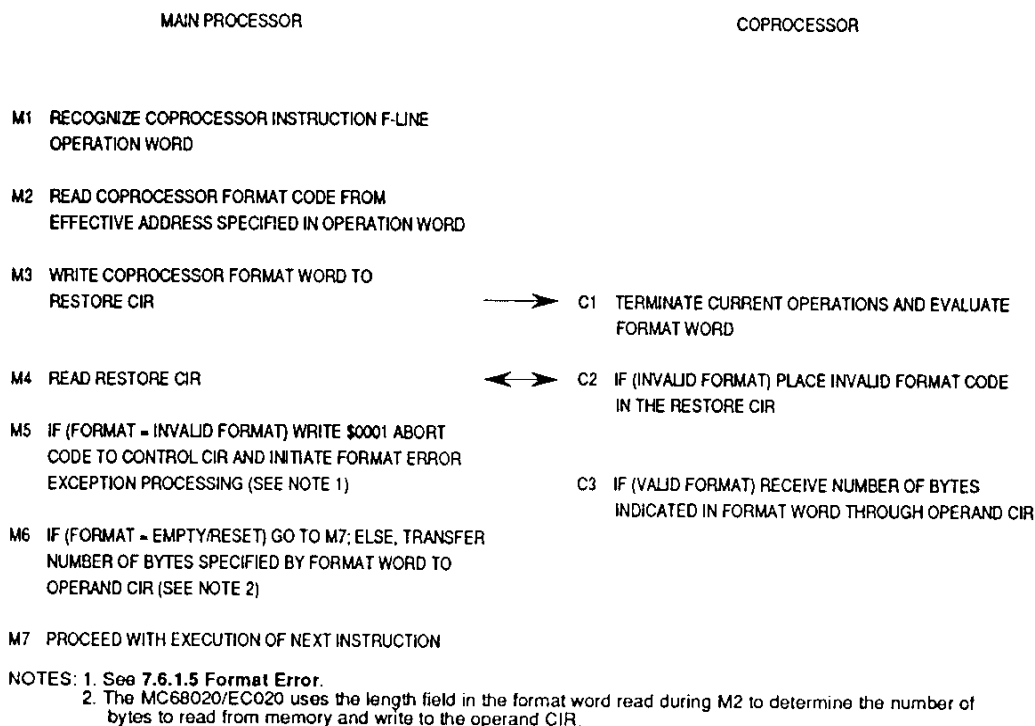 MAIN PROCESSOR
COPROCESSOR
M1 RECOGNIZE COPROCESSOR INSTRUCTION F-LINE
OPERATION WORD
M2 READ COPROCESSOR FORMAT CODE FROM
EFFECTIVE ADDRESS SPECIFIED IN OPERATION WORD
M3 WRITE COPROCESSOR FORMAT WORD TO
RESTORE CIR
C1 TERMINATE CURRENT OPERATIONS AND EVALUATE
FORMAT WORD
M4 READ RESTORE CIR
C2 IF (INVALID FORMAT) PLACE INVALID FORMAT CODE
IN THE RESTORE CIR
M5 IF (FORMAT = INVALID FORMAT) WRITE $0001 ABORT
CODE TO CONTROL CIR AND INITIATE FORMAT ERROR
EXCEPTION PROCESSING (SEE NOTE 1)
C3 IF (VALID FORMAT) RECEIVE NUMBER OF BYTES
INDICATED IN FORMAT WORD THROUGH OPERAND CIR
M6 IF (FORMAT = EMPTY/RESET) GO TO M7; ELSE, TRANSFER
NUMBER OF BYTES SPECIFIED BY FORMAT WORD TO
OPERAND CIR (SEE NOTE 2)
M7 PROCEED WITH EXECUTION OF NEXT INSTRUCTION
NOTES: 1. See 7.6.1.5 Format Error.
2. The MC68020/EC020 uses the length field in the format word read during M2 to determine the number of
bytes to read from memory and write to the operand CIR.